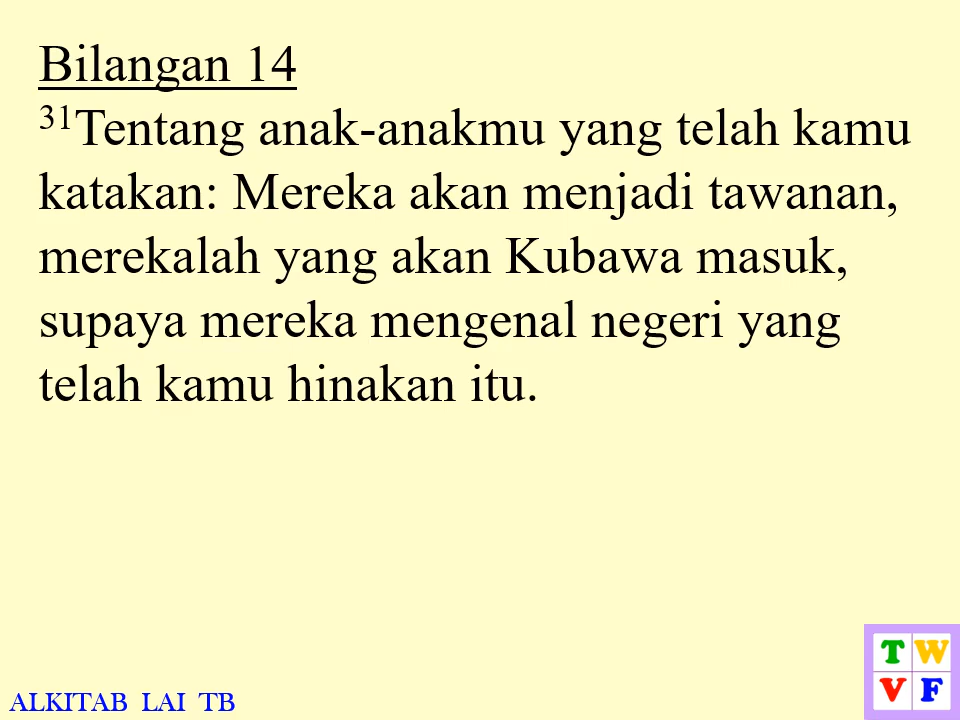 Bilangan 14
31Tentang anak-anakmu yang telah kamu
katakan: Mereka akan menjadi tawanan,
merekalah yang akan Kubawa masuk,
supaya mereka mengenal negeri yang
telah kamu hinakan itu.
ALKITAB LAI TB
T W
V F